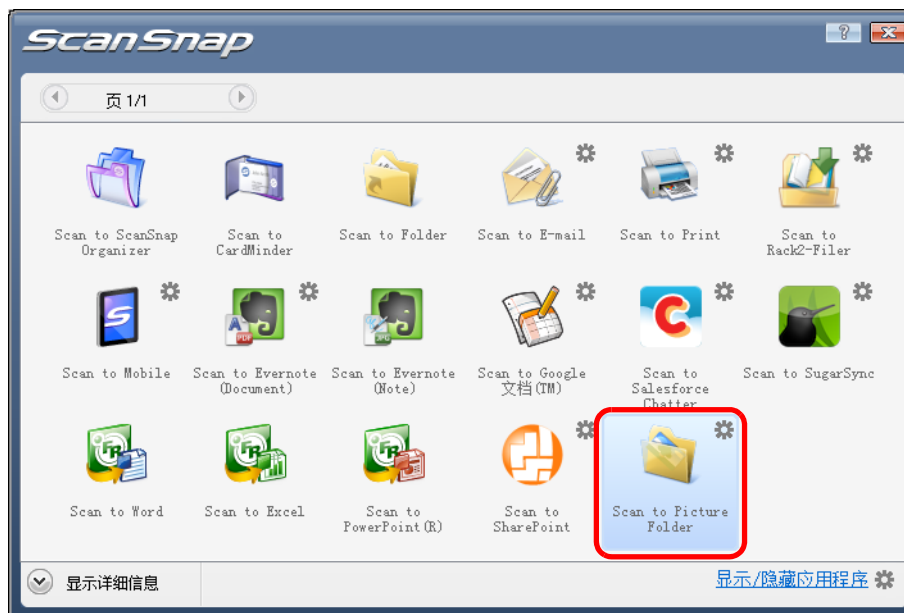 ScanSnap
页 1/1
Scan to ScanSnap
Organizer
Scan to
CardMinder
Scan to Folder
Scan to E-mail
Scan to Print
Scan to
Rack2-Filer
Scan to Mobile
Scan to Evernote
(Document)
Scan to Evernote
(Note)
Scan to Google
文档(TM)
Scan to
Salesforce
Chatter
Scan to SugarSync
Scan to Word
Scan to Excel
Scan to
PowerPoint(R)
Scan to
SharePoint
Scan to Picture
Folder
显示详细信息
显示/隐藏应用程序